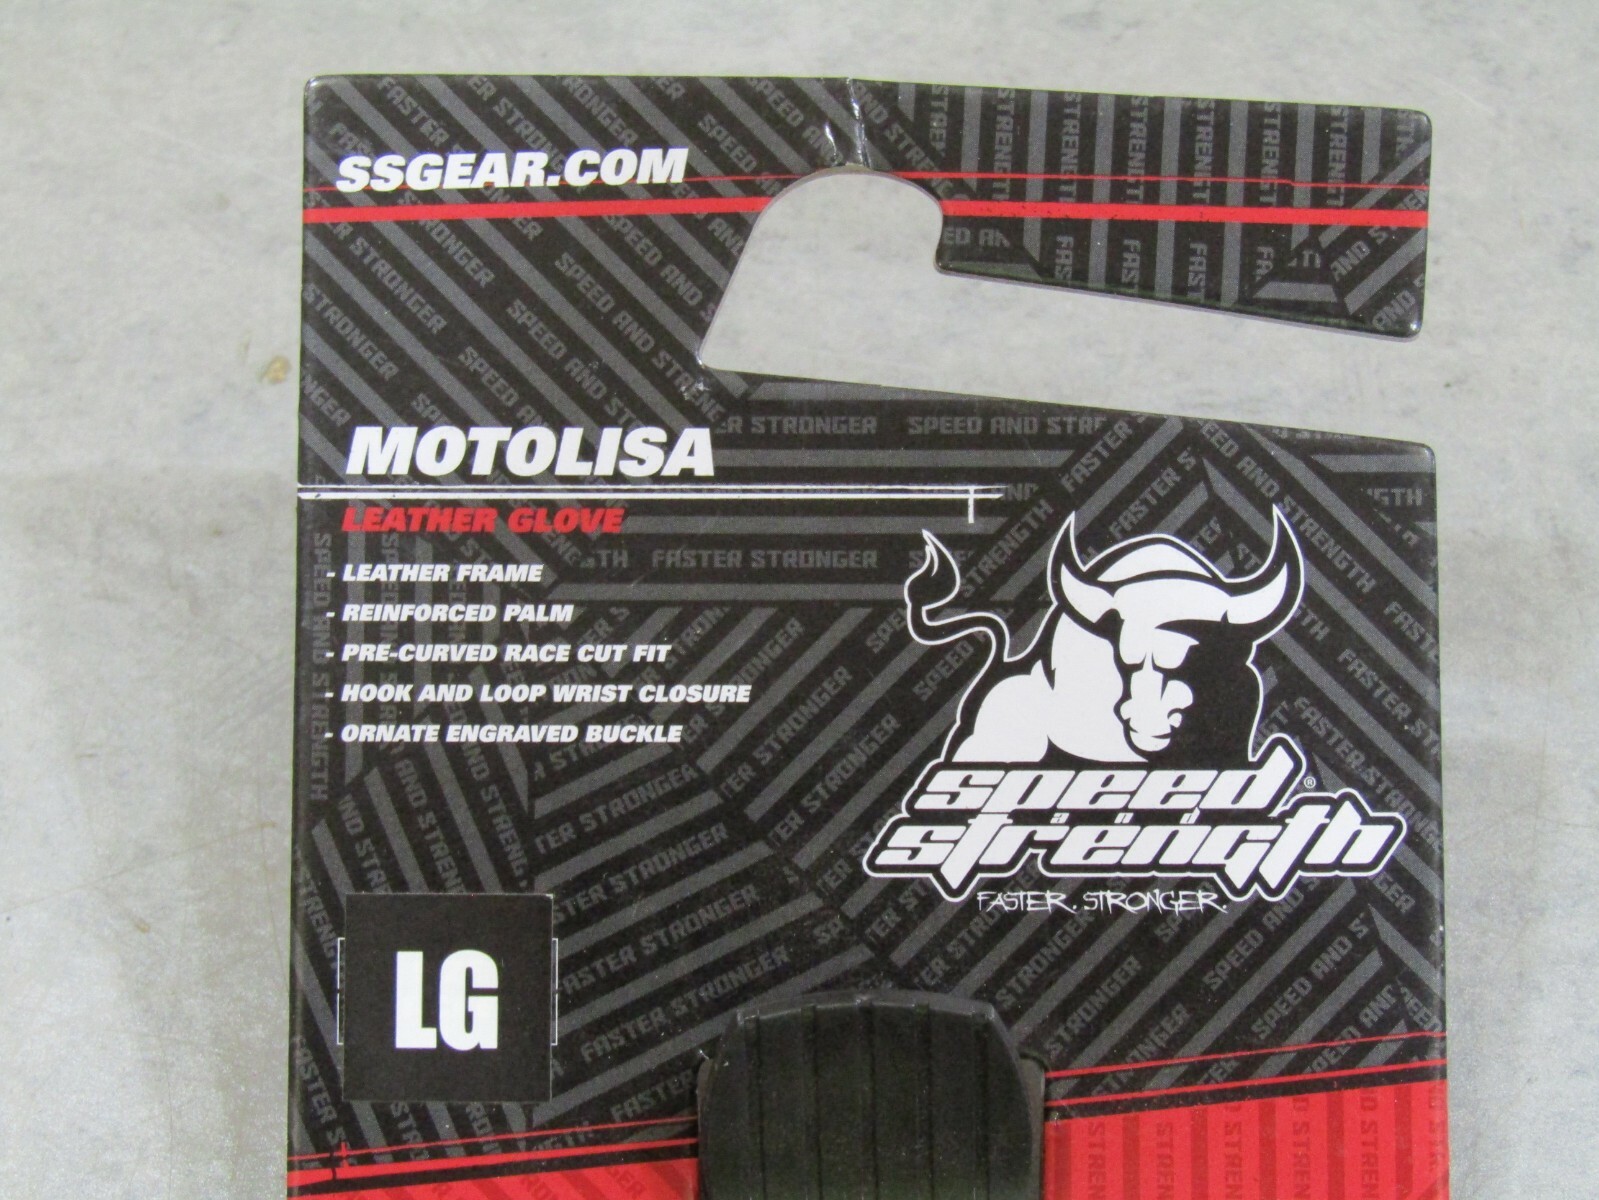 SSGEAR.COM
MOTOLISA
LEATHER GLOVE
- LEATHER FRAME
- REINFORCED PALM
- PRE-CURVED RACE CUT FIT
- HOOK AND LOOP WRIST CLOSURE
- ORNATE ENGRAVED BUCKLE
speed ®
and
strength
FASTER. STRONGER.
LG